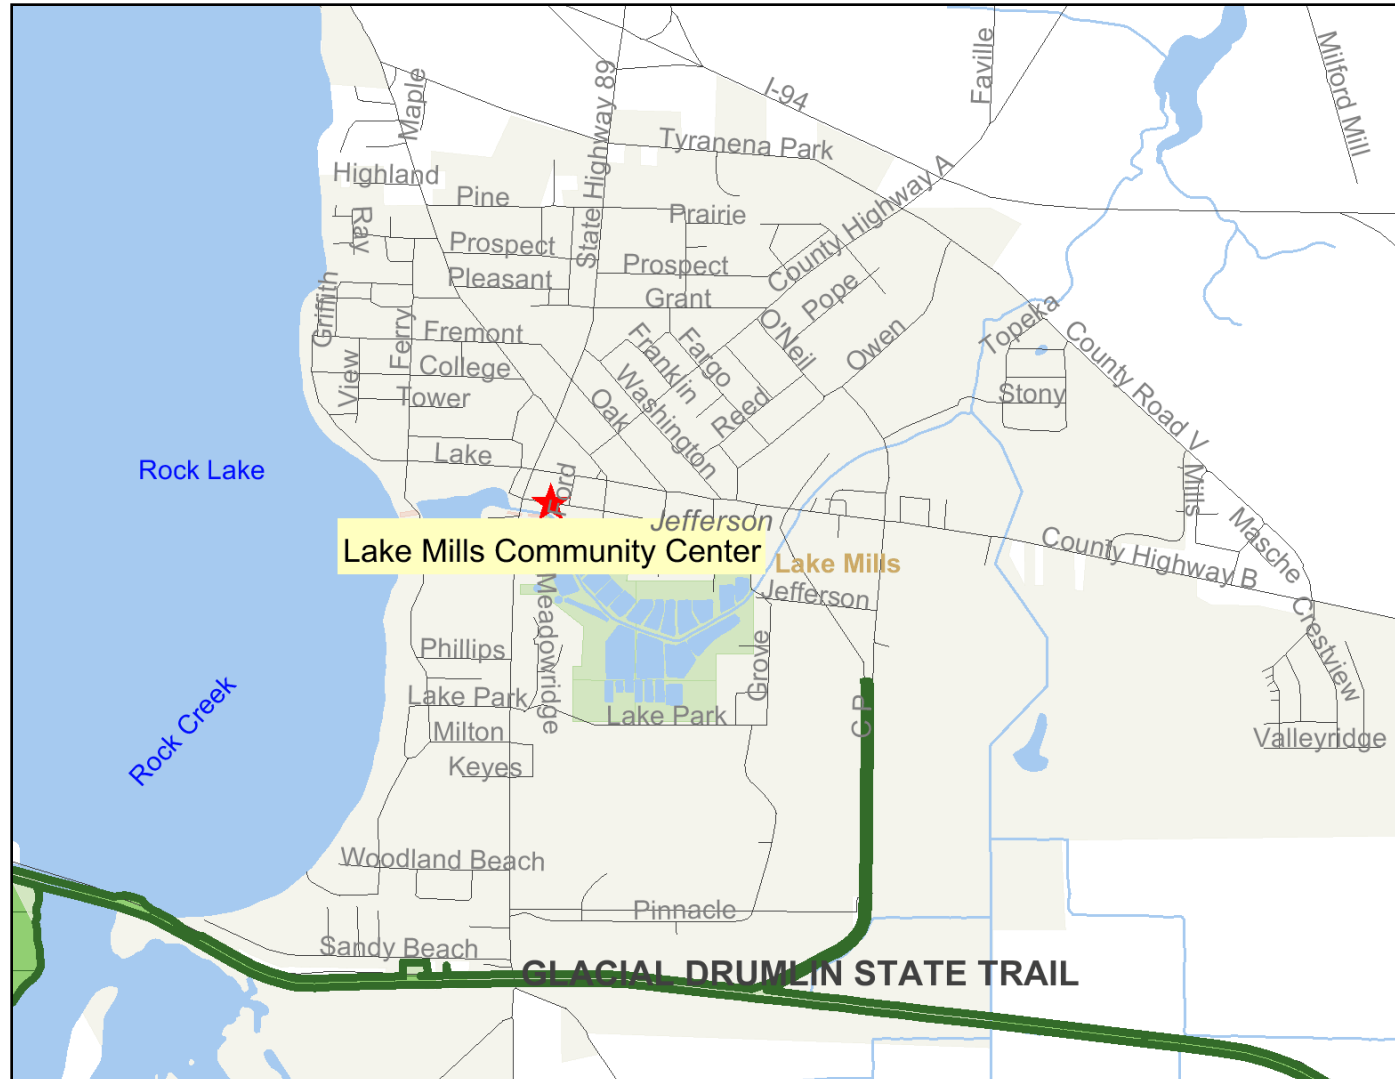 Maple
State Highway 89
I-94
Faville
Milford Mill
Tyranena Park
Highland
Pine
Prairie
County Highway A
Ray
Prospect
Prospect
Pleasant
Grant
Pope
Griffith
Ferry
Fremont
Franklin
Fargo
O'Neil
Owen
Topeka
County Road V
View
College
Tower
Oak
Washington
Reed
Stony
Lake
Rock Lake
Ford
Mills
Masche
Jefferson
Lake Mills Community Center
Lake Mills
County Highway B
Jefferson
Meadowridge
Crestview
Phillips
Grove
Lake Park
Lake Park
C P
Rock Creek
Milton
Keyes
Valleyridge
Woodland Beach
Pinnacle
Sandy Beach
GLACIAL DRUMLIN STATE TRAIL